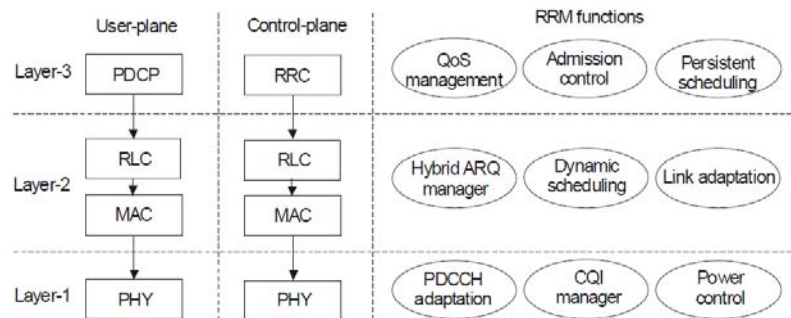 User-plane
Control-plane
RRM functions
Layer-3
PDCP
RRC
QoS
management
Admission
control
Persistent
scheduling
Layer-2
RLC
RLC
MAC
MAC
Hybrid ARQ
manager
Dynamic
scheduling
Link adaptation
Layer-1
PHY
PHY
PDCCH
adaptation
CQI
manager
Power
control